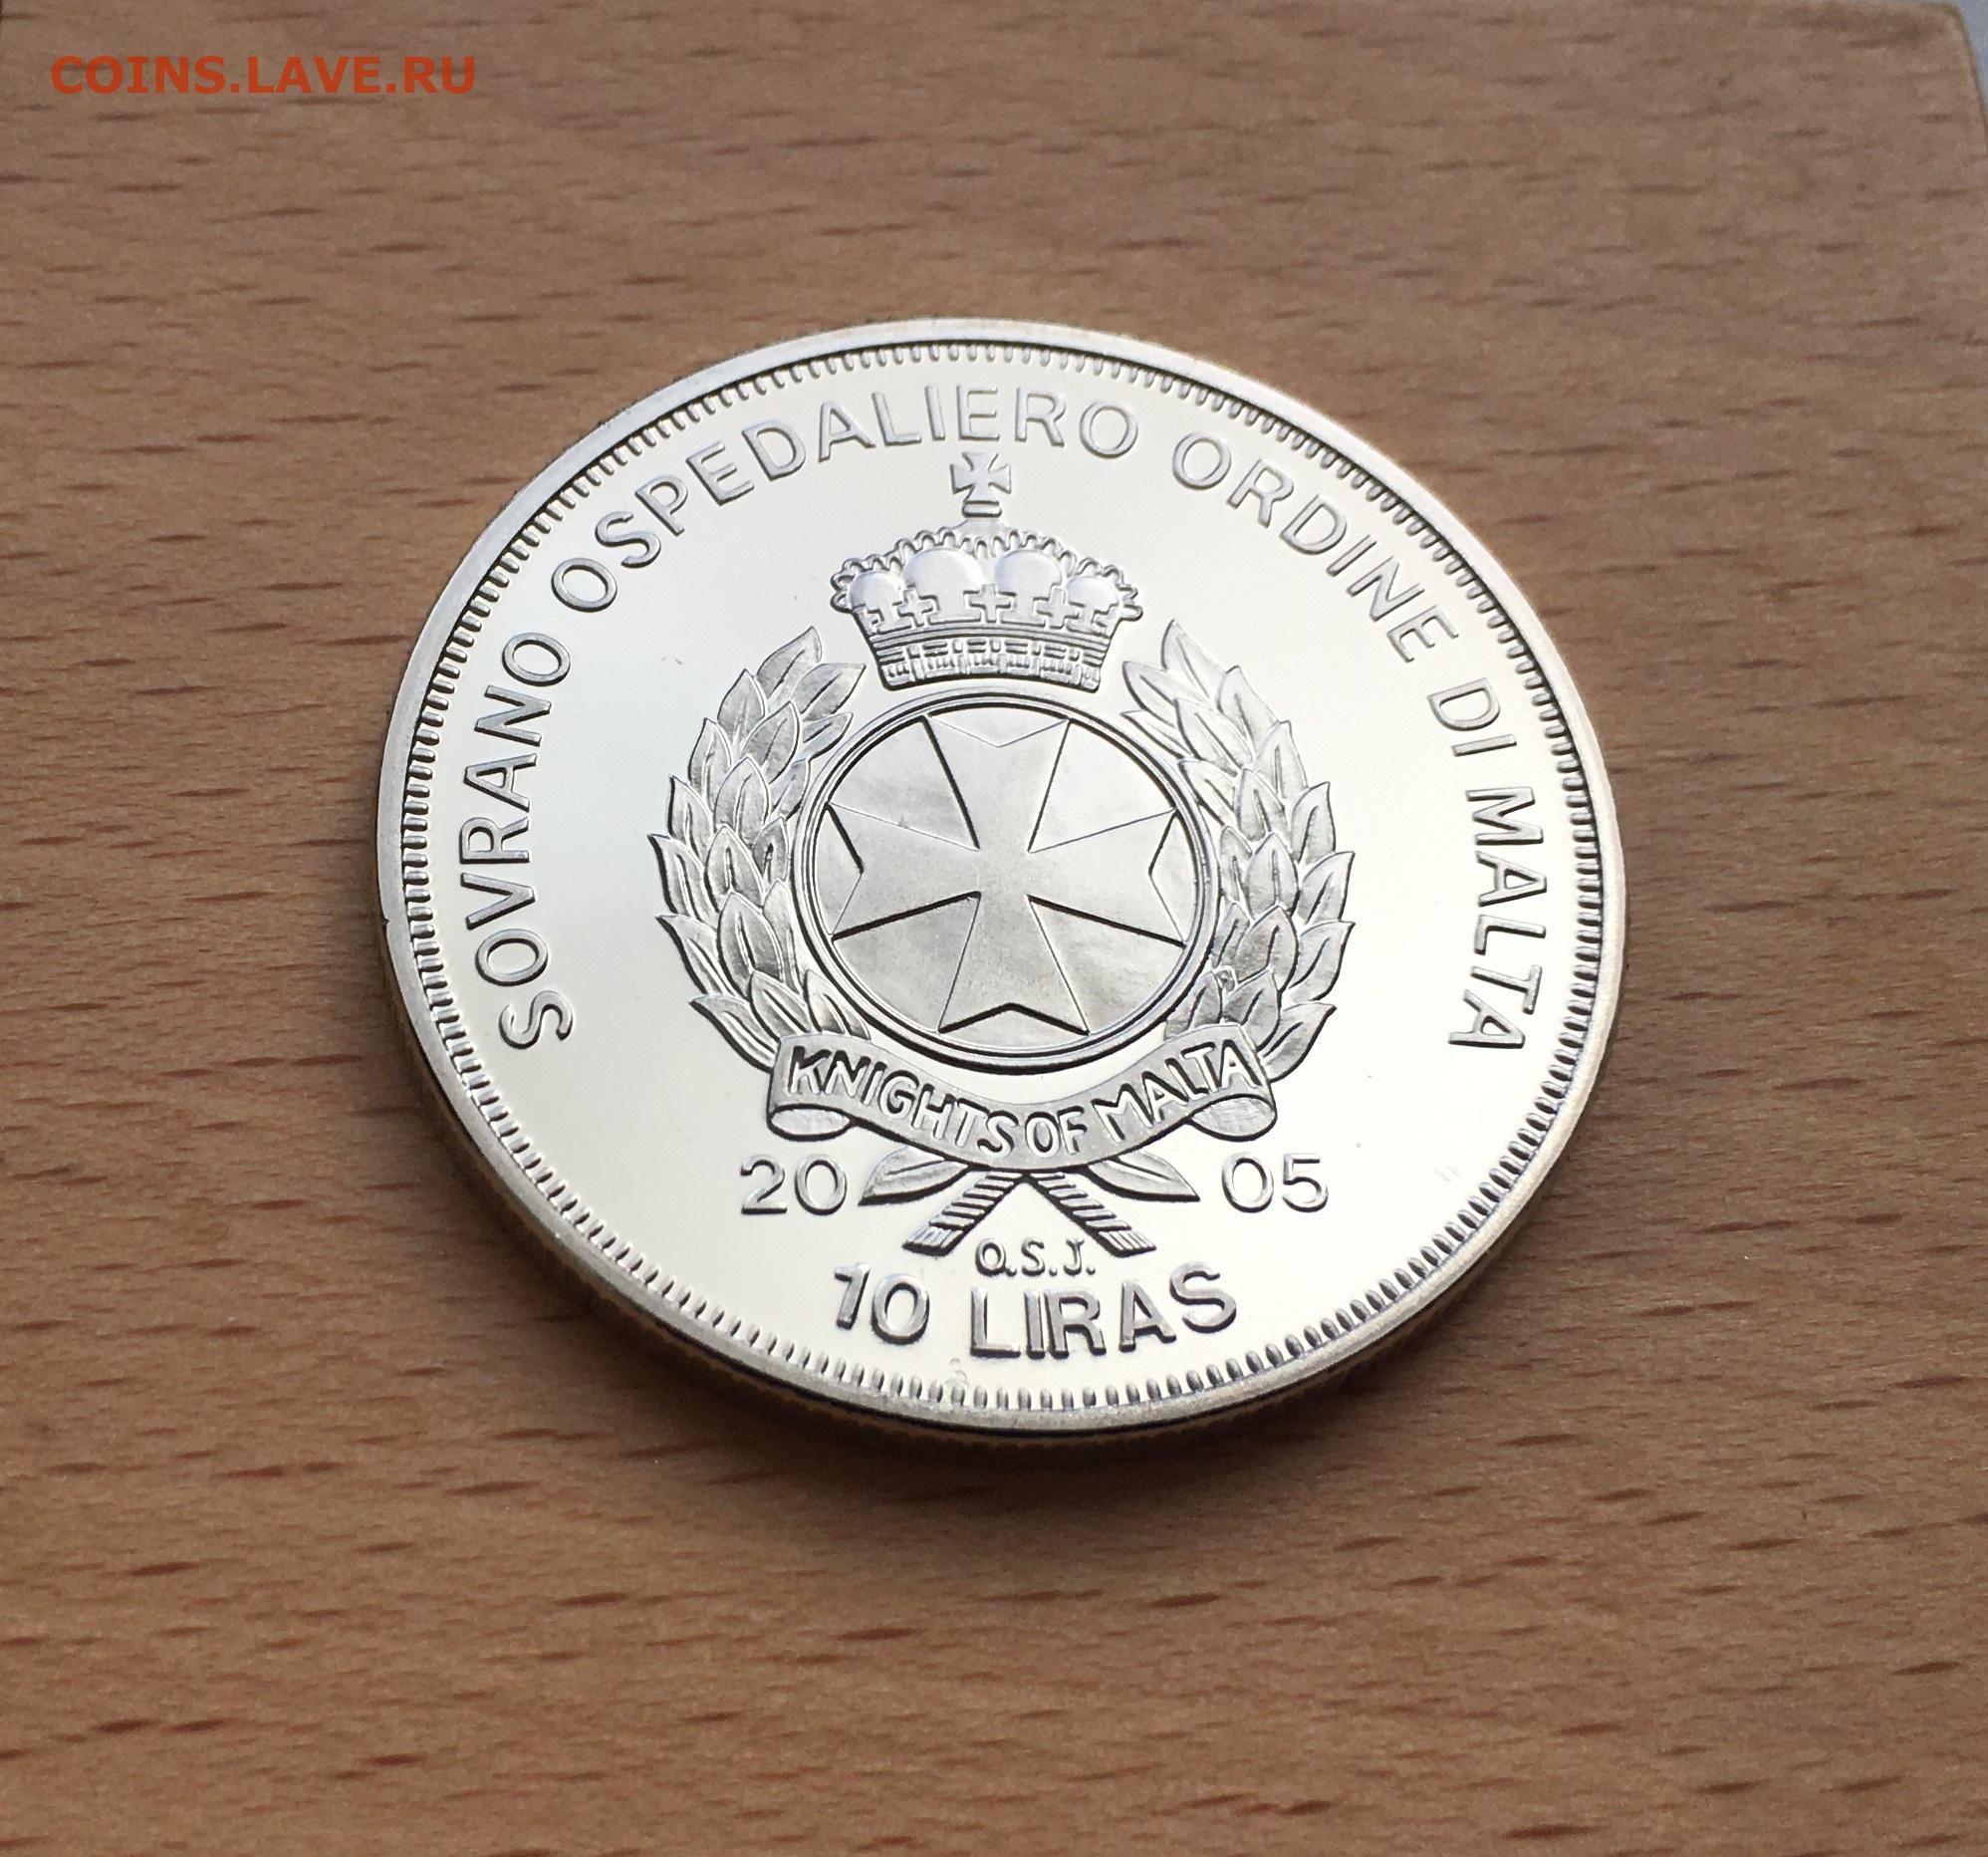 COINS.LAVE.RU
SOVRANO OSPEDALIERO ORDINE DI MALTA
KNIGHTS OF MALTA
20 05
O.S.J.
10 LIRAS